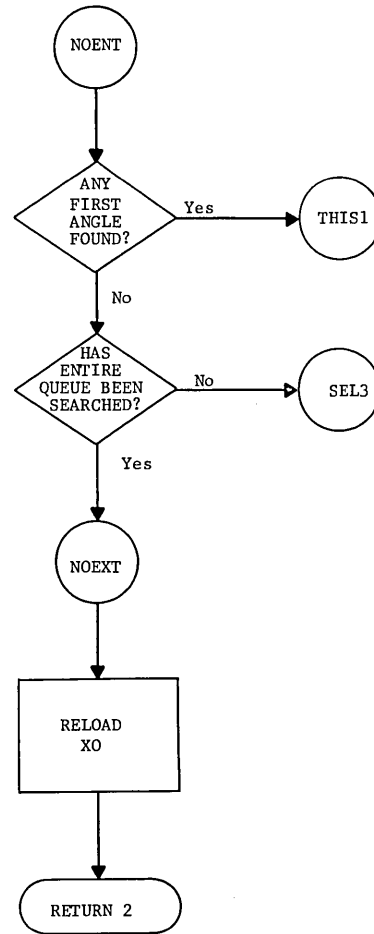 NOENT
ANY
FIRST
ANGLE
FOUND?
Yes
THIS1
No
HAS
ENTIRE
QUEUE BEEN
SEARCHED?
No
SEL3
Yes
NOEXT
RELOAD
XO
RETURN 2